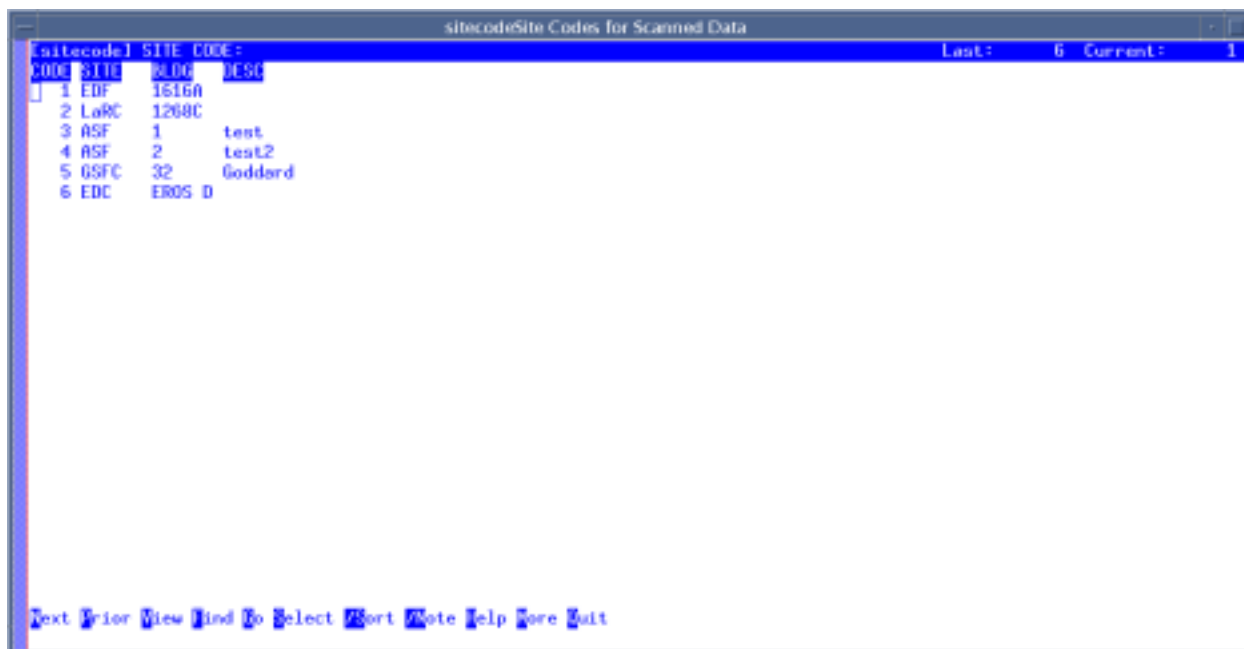 sitecodeSite Codes for Scanned Data
[sitecode] SITE CODE: Last: 6 Current: 1
CODE SITE BLDG DESC
1 EDF 1616A
2 LaRC 1268C
3 ASF 1 test
4 ASF 2 test2
5 GSFC 32 Goddard
6 EDC EROS D
Next Prior View Find Do Select /Sort /Note Help More Quit